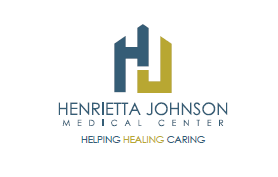 HENRIETTA JOHNSON
MEDICAL CENTER
HELPING HEALING CARING